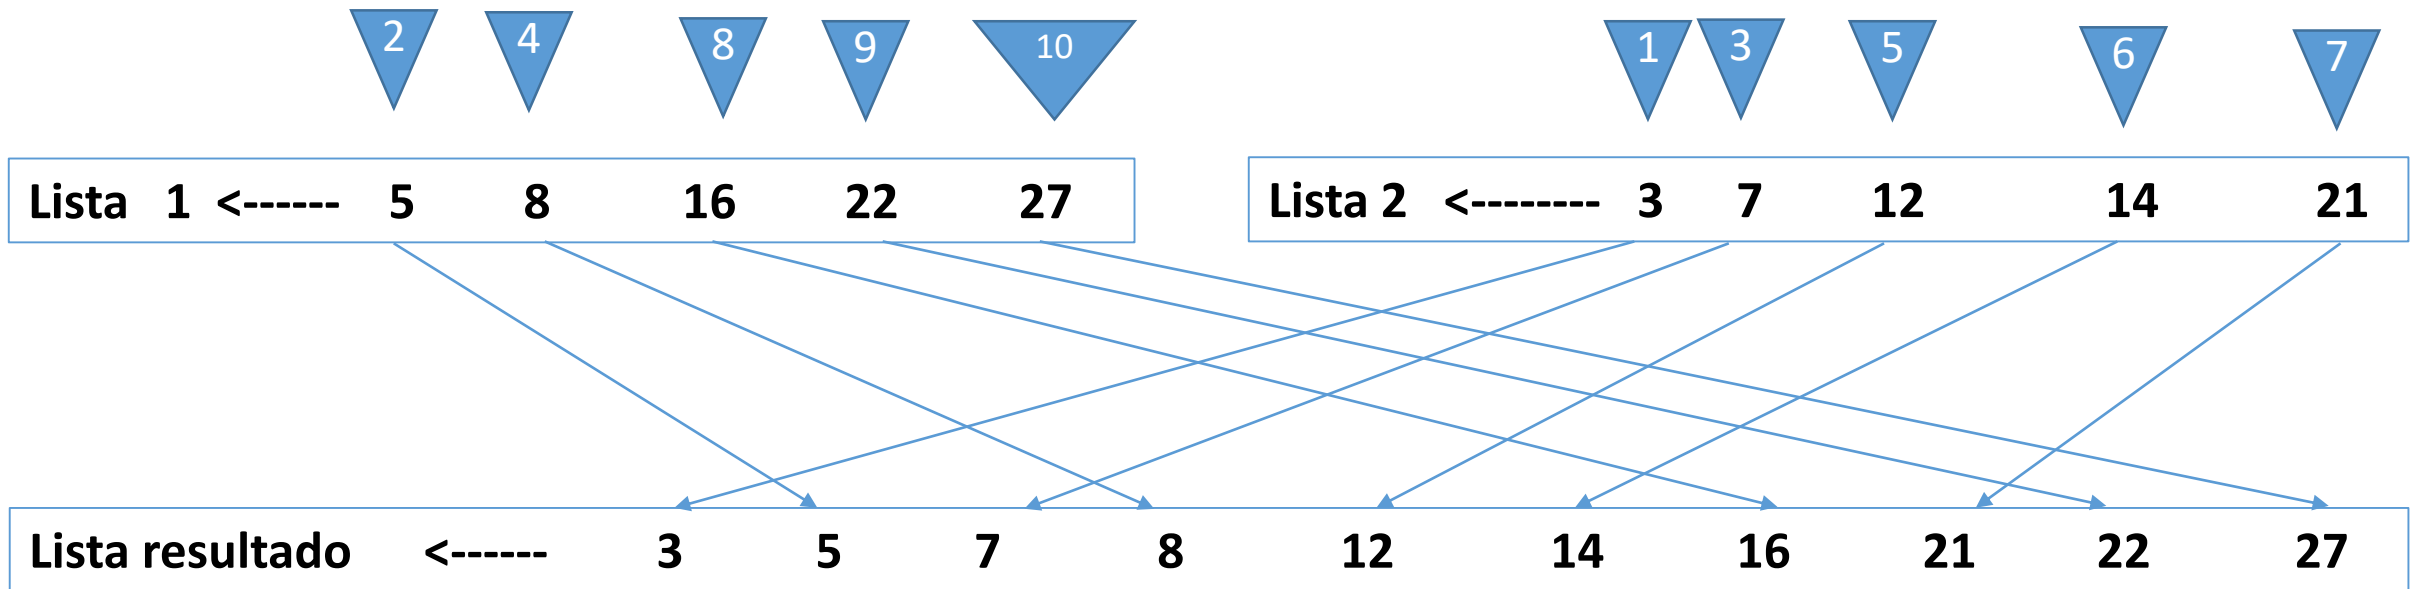 2 4 8 9 10 1 3 5 6 7
Lista 1 <------ 5 8 16 22 27
Lista 2 <-------- 3 7 12 14 21
Lista resultado <------ 3 5 7 8 12 14 16 21 22 27